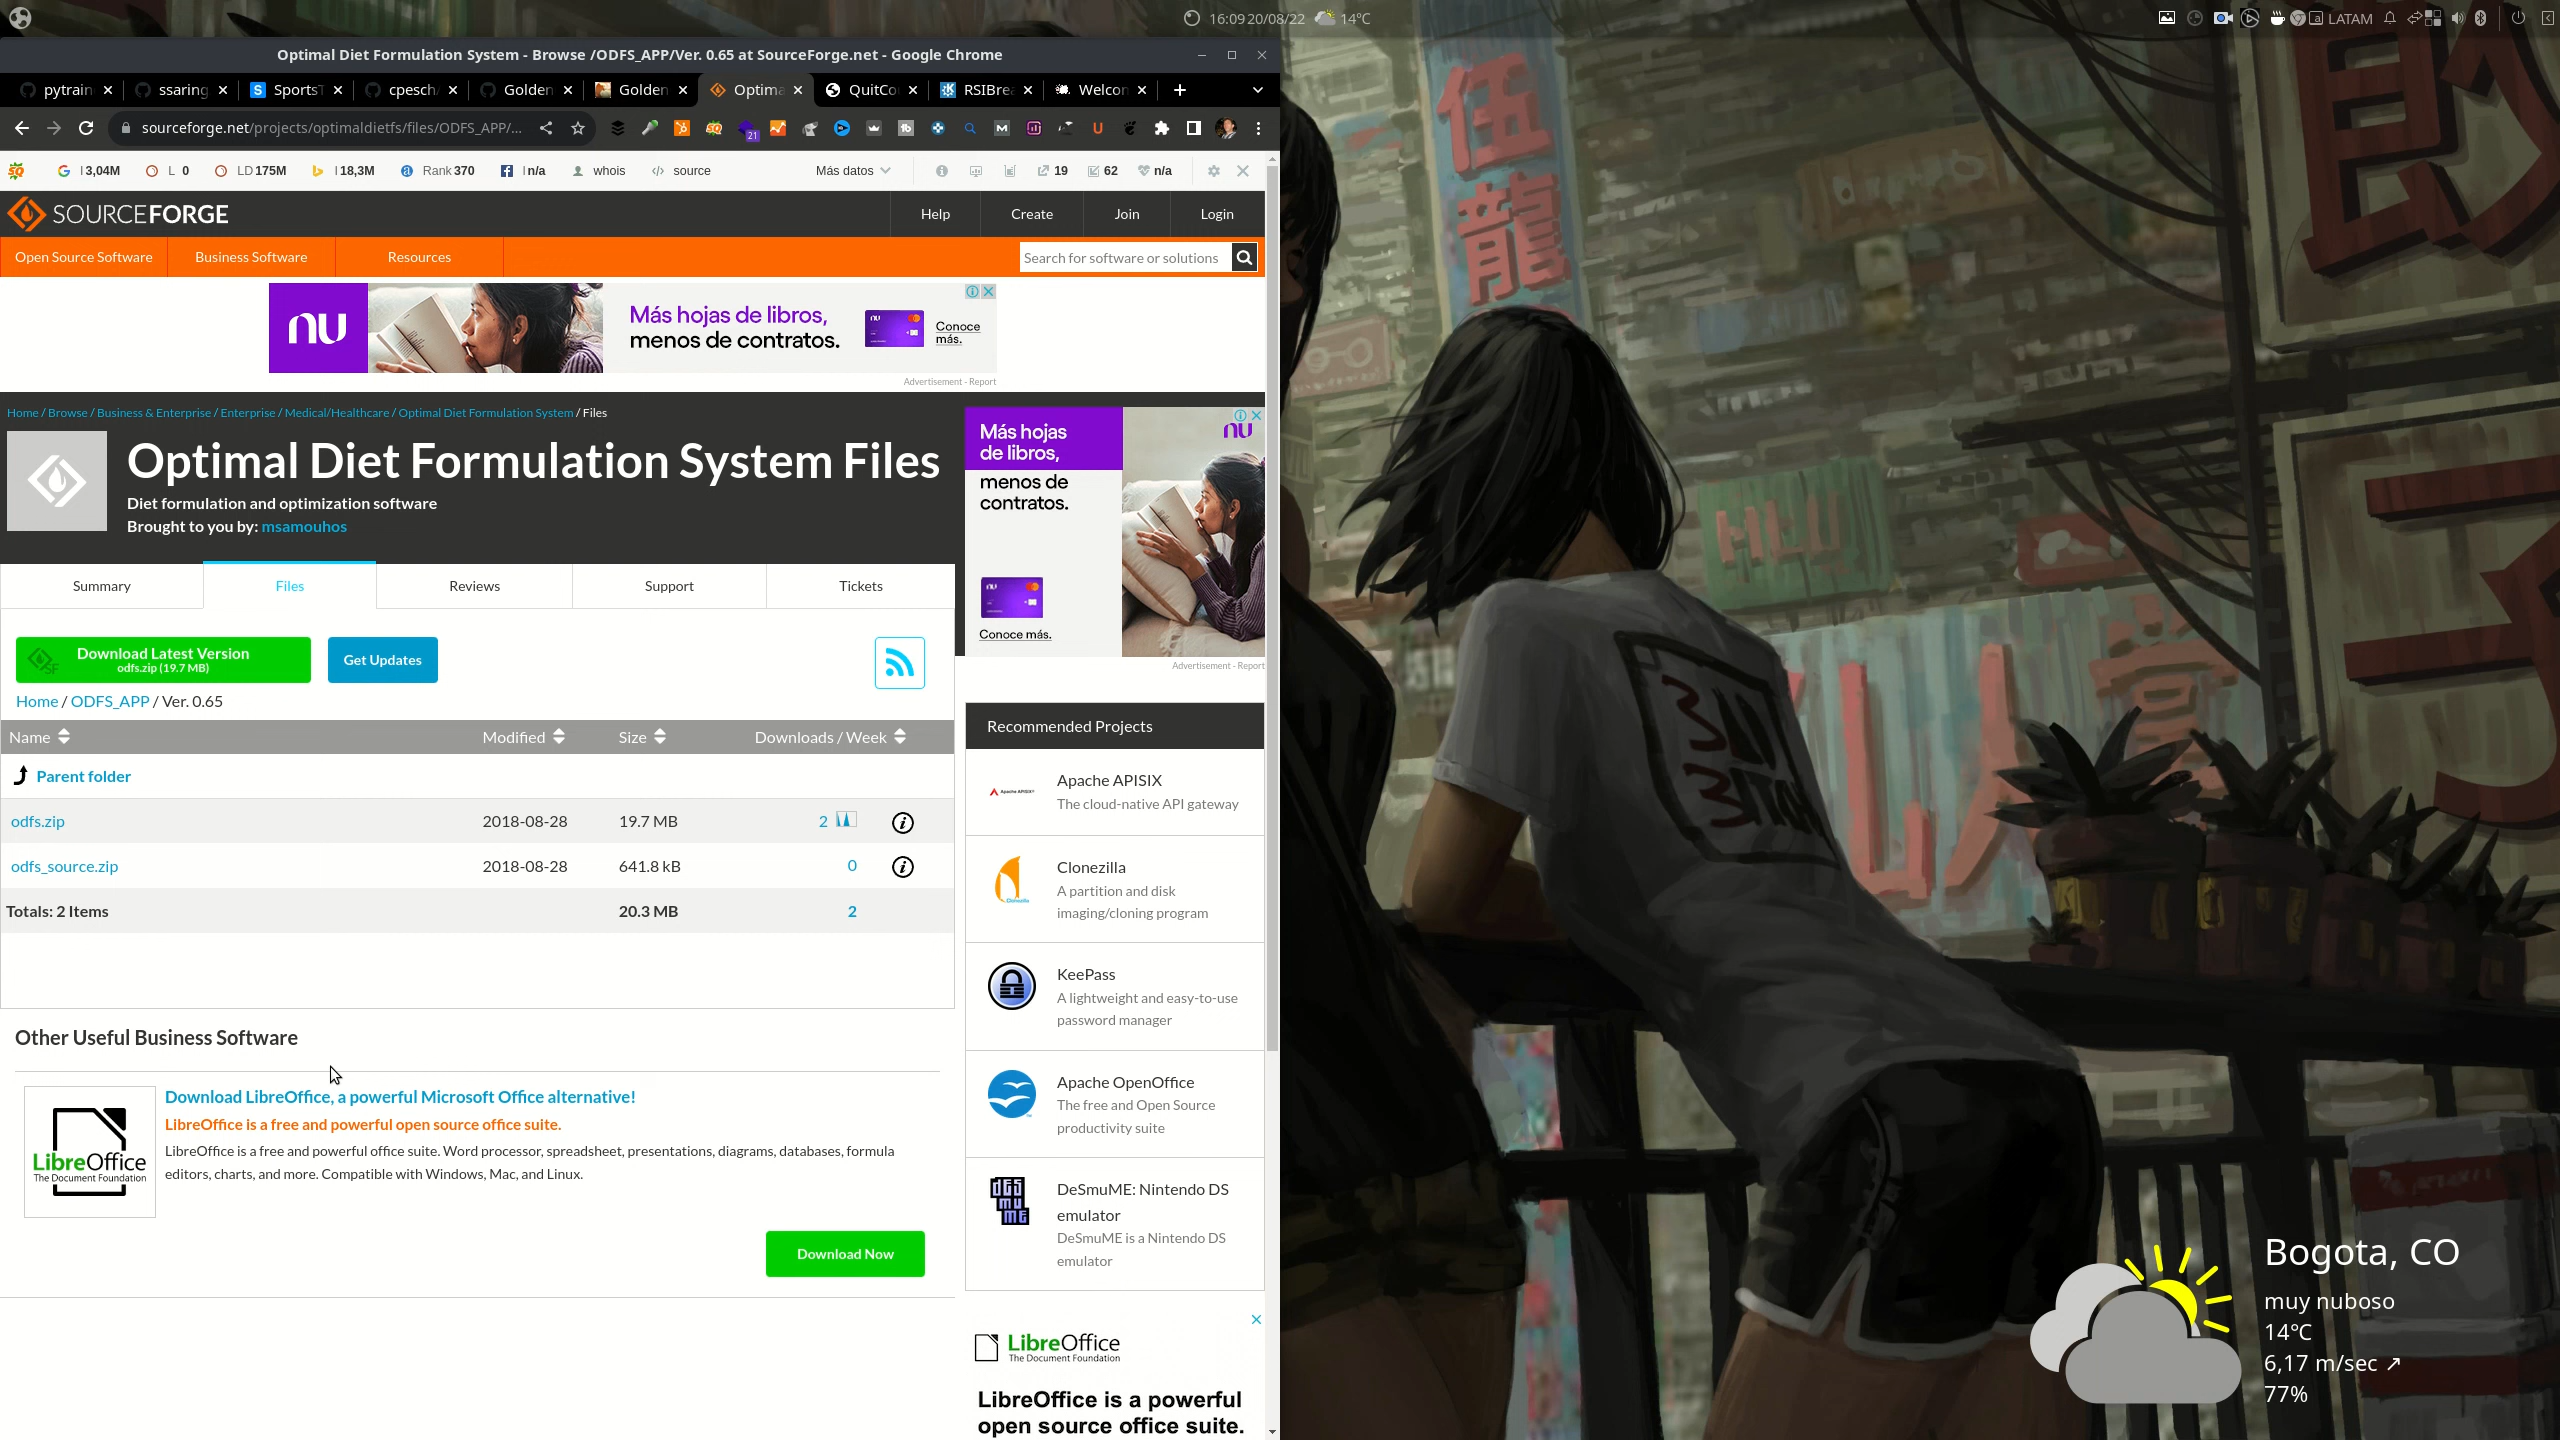 16:09 20/08/22 14°C
LATAM
Optimal Diet Formulation System - Browse /ODFS_APP/Ver. 0.65 at SourceForge.net - Google Chrome
pytrain
ssaring
SportsT
cpesch
Golden
Golden
Optima
QuitCo
RSIBrea
Welcom
sourceforge.net/projects/optimaldietfs/files/ODFS_APP/...
21
I 3,04M
L 0
LD 175M
I 18,3M
Rank 370
I n/a
whois
source
Más datos
19
62
n/a
SOURCEFORGE
Help
Create
Join
Login
Open Source Software
Business Software
Resources
Search for software or solutions
nu
Más hojas de libros,
menos de contratos.
Conoce
más.
Advertisement - Report
Home / Browse / Business & Enterprise / Enterprise / Medical/Healthcare / Optimal Diet Formulation System / Files
Optimal Diet Formulation System Files
Diet formulation and optimization software
Brought to you by: msamouhos
Más hojas
de libros,
menos de
contratos.
nu
Conoce más.
Advertisement - Report
Summary
Files
Reviews
Support
Tickets
Download Latest Version
odfs.zip (19.7 MB)
Get Updates
Home / ODFS_APP / Ver. 0.65
Name Modified Size Downloads / Week
Parent folder
odfs.zip 2018-08-28 19.7 MB 2
odfs_source.zip 2018-08-28 641.8 kB 0
Totals: 2 Items 20.3 MB 2
Other Useful Business Software
Download LibreOffice, a powerful Microsoft Office alternative!
LibreOffice is a free and powerful open source office suite.
LibreOffice is a free and powerful office suite. Word processor, spreadsheet, presentations, diagrams, databases, formula
editors, charts, and more. Compatible with Windows, Mac, and Linux.
LibreOffice
The Document Foundation
Download Now
Recommended Projects
Apache APISIX
The cloud-native API gateway
Clonezilla
A partition and disk
imaging/cloning program
KeePass
A lightweight and easy-to-use
password manager
Apache OpenOffice
The free and Open Source
productivity suite
DeSmuME: Nintendo DS
emulator
DeSmuME is a Nintendo DS
emulator
LibreOffice
The Document Foundation
LibreOffice is a powerful
open source office suite.
伍
龍
Bogota, CO
muy nuboso
14°C
6,17 m/sec ↗
77%